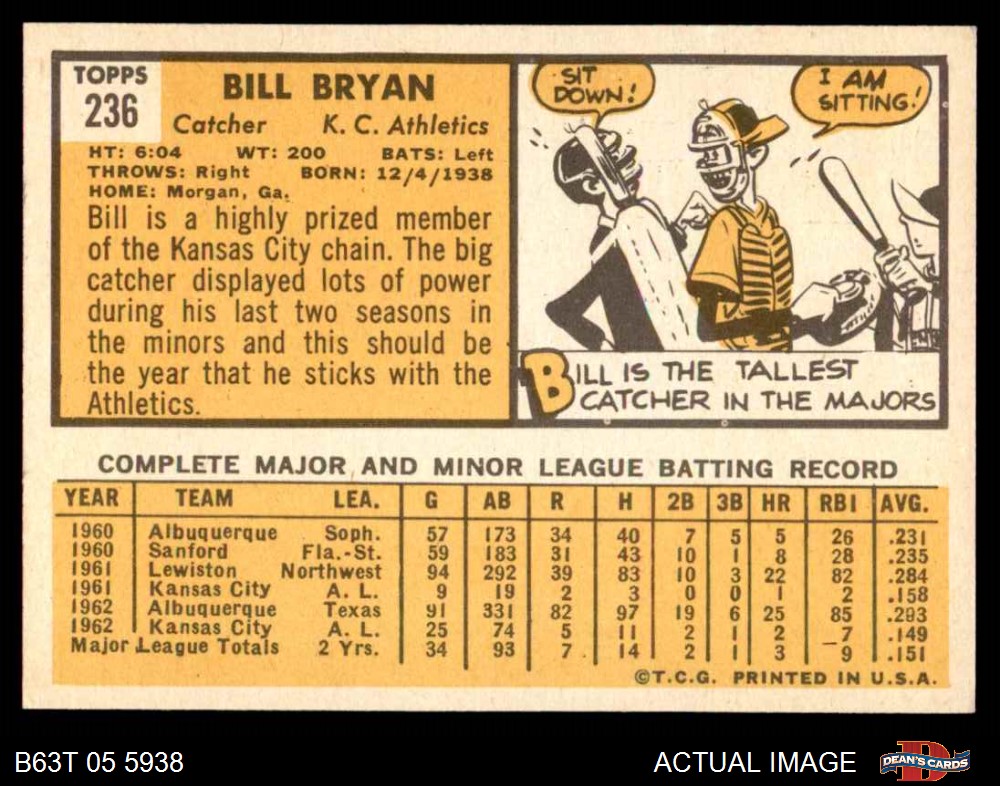 TOPPS
236
BILL BRYAN
Catcher K. C. Athletics
HT: 6:04 WT: 200 BATS: Left
THROWS: Right BORN: 12/4/1938
HOME: Morgan, Ga.
Bill is a highly prized member
of the Kansas City chain. The big
catcher displayed lots of power
during his last two seasons in
the minors and this should be
the year that he sticks with the
Athletics.
SIT
DOWN!
I AM
SITTING!
BILL IS THE TALLEST
CATCHER IN THE MAJORS
COMPLETE MAJOR AND MINOR LEAGUE BATTING RECORD
YEAR TEAM LEA. G AB R H 2B 3B HR RBI AVG.
1960 Albuquerque Soph. 57 173 34 40 7 5 5 26 .231
1960 Sanford Fla.-St. 59 183 31 43 10 1 8 28 .235
1961 Lewiston Northwest 94 292 39 83 10 3 22 82 .284
1961 Kansas City A. L. 9 19 2 3 0 0 1 2 .158
1962 Albuquerque Texas 91 331 82 97 19 6 25 85 .293
1962 Kansas City A. L. 25 74 5 11 2 1 2 7 .149
Major League Totals 2 Yrs. 34 93 7 14 2 1 3 9 .151
©T.C.G. PRINTED IN U.S.A.
B63T 05 5938
ACTUAL IMAGE
D
DEAN'S CARDS